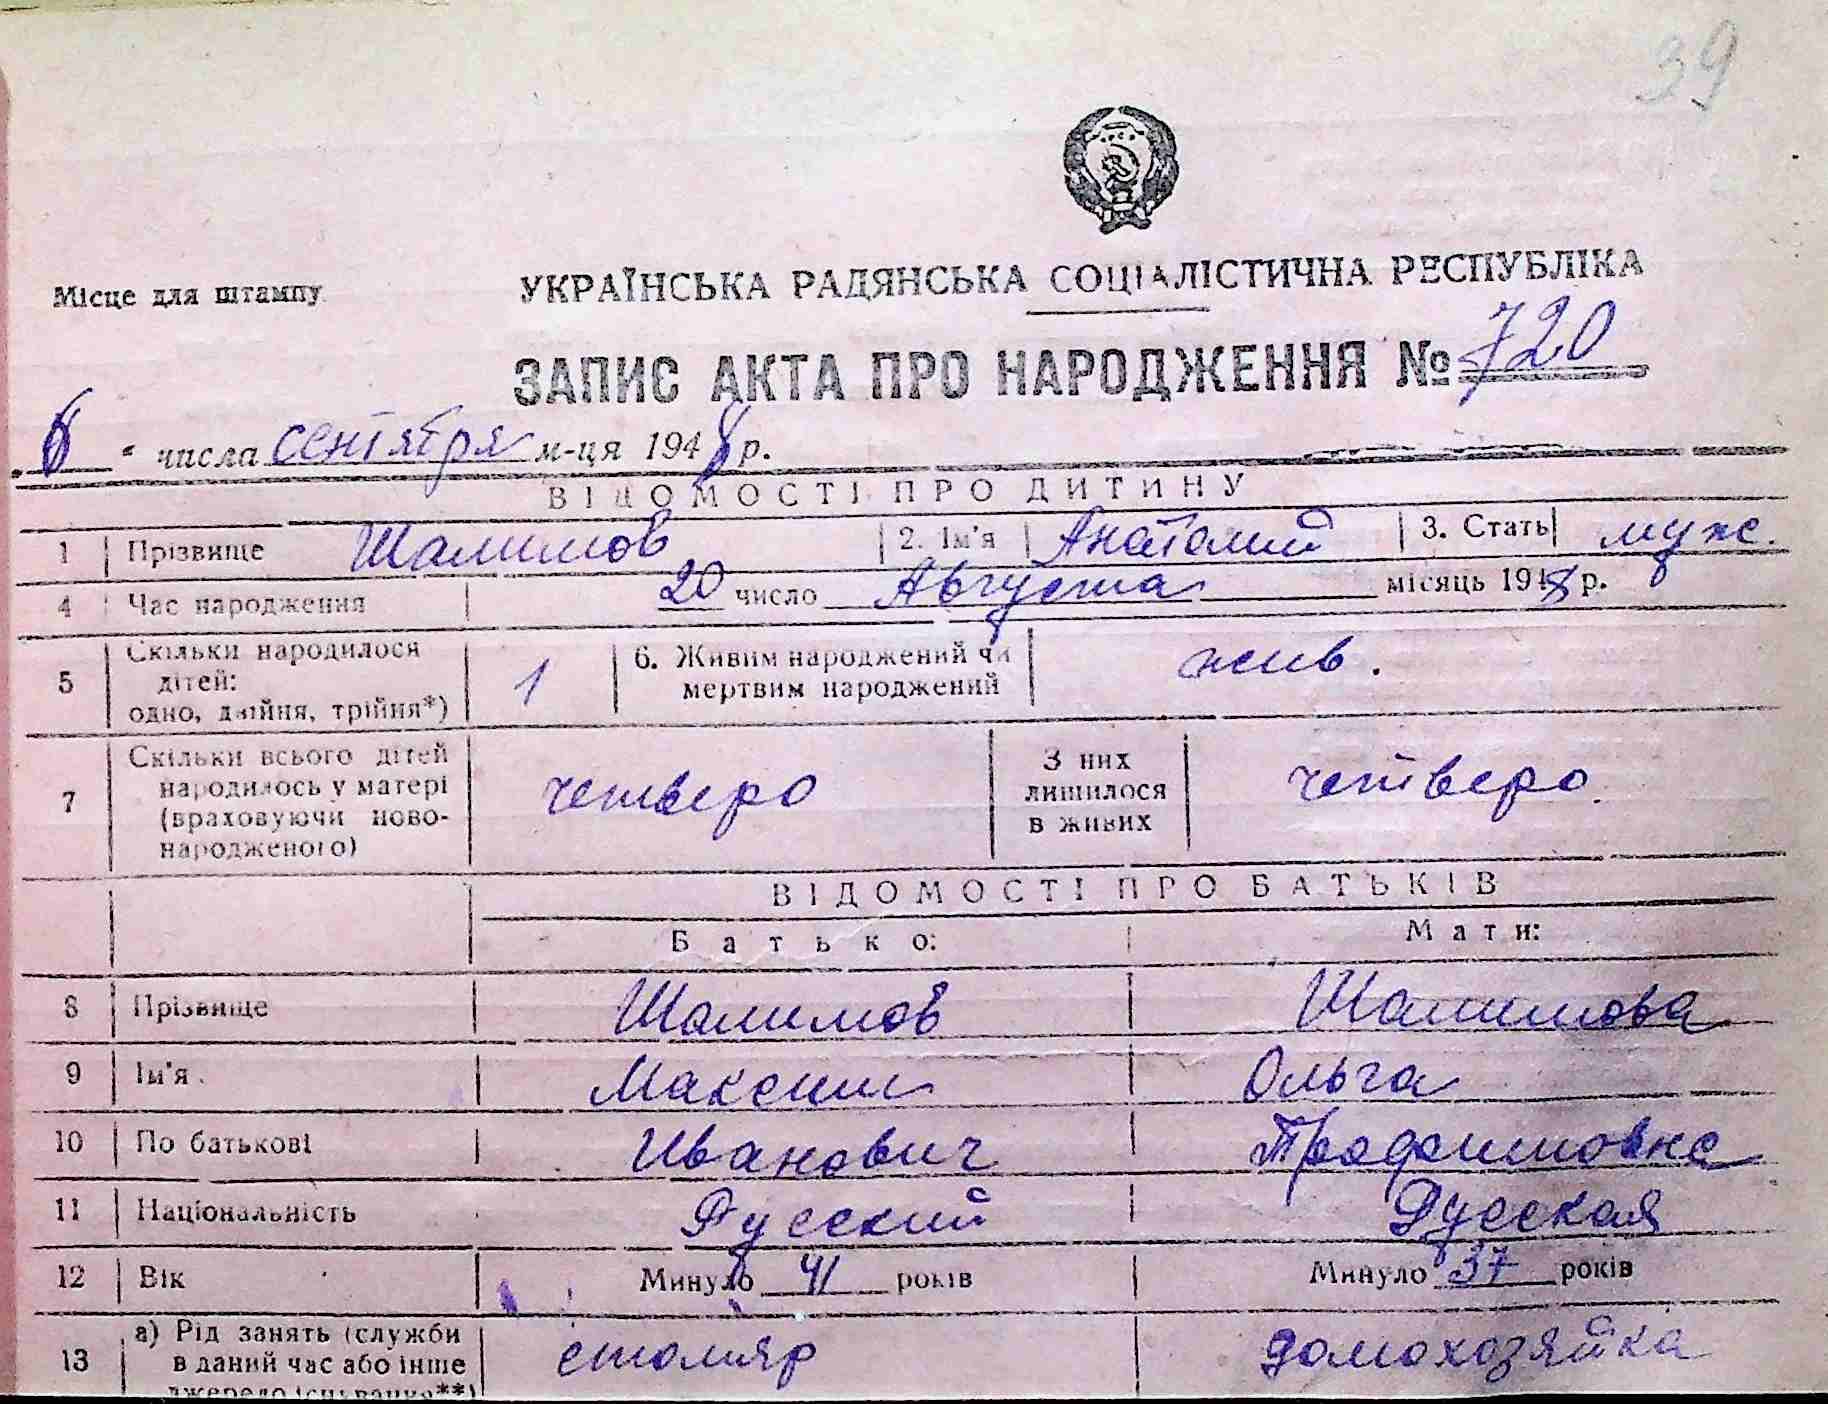 39
Місце для штампу
УКРАЇНСЬКА РАДЯНСЬКА СОЦІАЛІСТИЧНА РЕСПУБЛІКА
ЗАПИС АКТА ПРО НАРОДЖЕННЯ № 720
„6" числа сентября м-ця 1948 р.
ВІДОМОСТІ ПРО ДИТИНУ
1 Прізвище Шалимов 2. Ім'я Анатолий 3. Стать муж.
4 Час народження 20 число Августа місяць 1948 р.
5 Скільки народилося дітей: одно, двійня, трійня*) 1 6. Живим народжений чи мертвим народжений жив.
7 Скільки всього дітей народилось у матері (враховуючи новонародженого) четверо З них лишилося в живих четверо.
ВІДОМОСТІ ПРО БАТЬКІВ
Батько: Мати:
8 Прізвище Шалимов Шалимова
9 Ім'я. Максим Ольга
10 По батькові Иванович Трофимовна
11 Національність Русский Русская
12 Вік Минуло 41 років Минуло 37 років
13 а) Рід занять (служби в даний час або інше джерело існування**) столяр домохозяйка